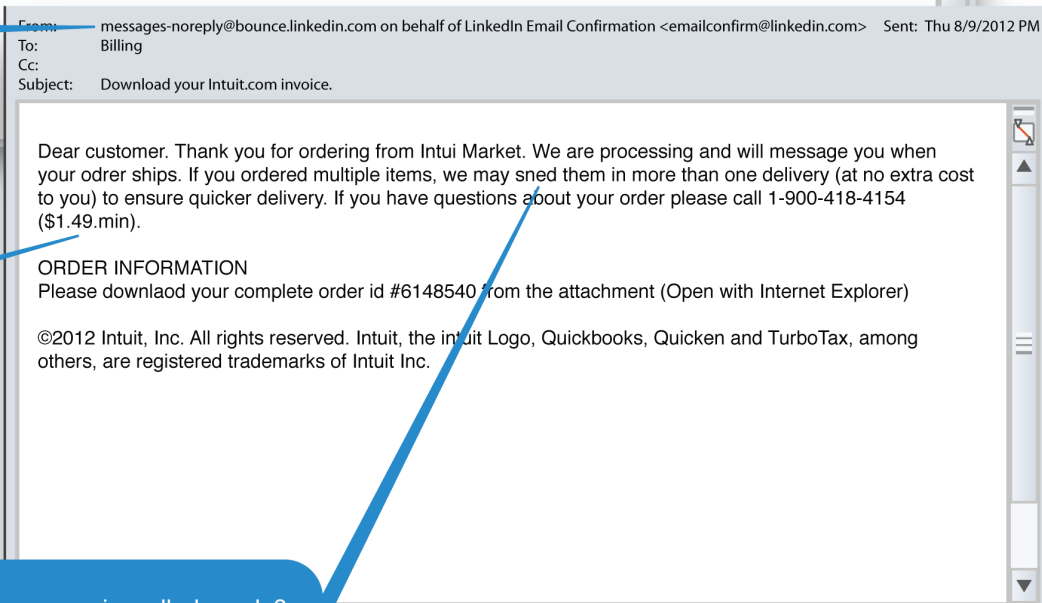 From: messages-noreply@bounce.linkedin.com on behalf of LinkedIn Email Confirmation <emailconfirm@linkedin.com> Sent: Thu 8/9/2012 PM
To: Billing
Cc:
Subject: Download your Intuit.com invoice.
Dear customer. Thank you for ordering from Intui Market. We are processing and will message you when
your odrer ships. If you ordered multiple items, we may sned them in more than one delivery (at no extra cost
to you) to ensure quicker delivery. If you have questions about your order please call 1-900-418-4154
($1.49.min).
ORDER INFORMATION
Please downlaod your complete order id #6148540 from the attachment (Open with Internet Explorer)
©2012 Intuit, Inc. All rights reserved. Intuit, the intuit Logo, Quickbooks, Quicken and TurboTax, among
others, are registered trademarks of Intuit Inc.